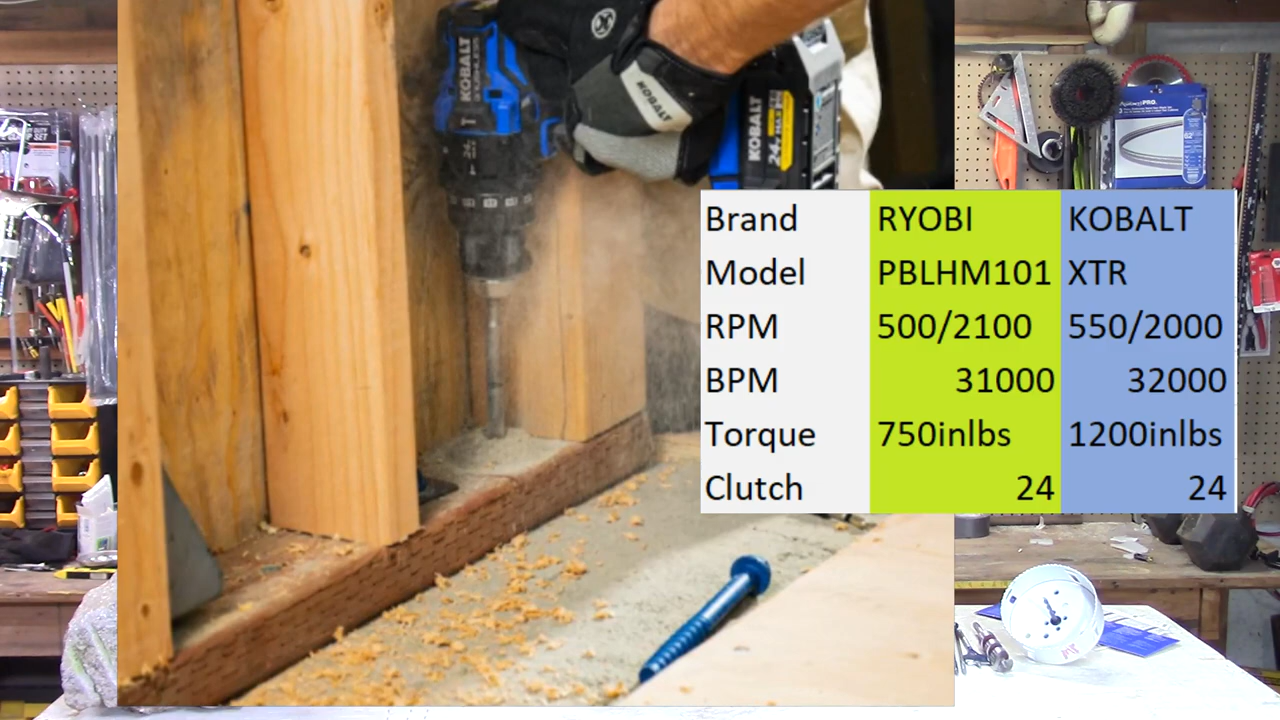 KOBALT
KOBALT
KOBALT
24V MAX
Brand RYOBI KOBALT
Model PBLHM101 XTR
RPM 500/2100 550/2000
BPM 31000 32000
Torque 750inlbs 1200inlbs
Clutch 24 24